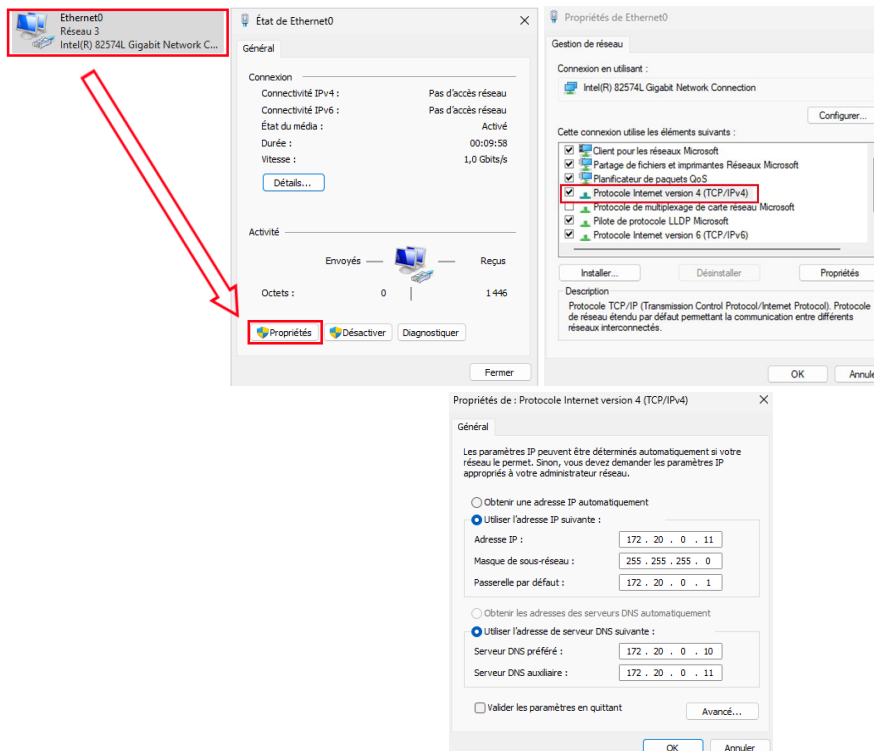 Ethernet0
Réseau 3
Intel(R) 82574L Gigabit Network C...
État de Ethernet0
Général
Connexion
Connectivité IPv4 : Pas d'accès réseau
Connectivité IPv6 : Pas d'accès réseau
État du média : Activé
Durée : 00:09:58
Vitesse : 1,0 Gbits/s
Détails...
Activité
Envoyés — — Reçus
Octets : 0 1 446
Propriétés Désactiver Diagnostiquer
Fermer
Propriétés de Ethernet0
Gestion de réseau
Connexion en utilisant :
Intel(R) 82574L Gigabit Network Connection
Configurer...
Cette connexion utilise les éléments suivants :
Client pour les réseaux Microsoft
Partage de fichiers et imprimantes Réseaux Microsoft
Planificateur de paquets QoS
Protocole Internet version 4 (TCP/IPv4)
Protocole de multiplexage de carte réseau Microsoft
Pilote de protocole LLDP Microsoft
Protocole Internet version 6 (TCP/IPv6)
Installer... Désinstaller Propriétés
Description
Protocole TCP/IP (Transmission Control Protocol/Internet Protocol). Protocole
de réseau étendu par défaut permettant la communication entre différents
réseaux interconnectés.
OK Annule
Propriétés de : Protocole Internet version 4 (TCP/IPv4)
Général
Les paramètres IP peuvent être déterminés automatiquement si votre
réseau le permet. Sinon, vous devez demander les paramètres IP
appropriés à votre administrateur réseau.
Obtenir une adresse IP automatiquement
Utiliser l'adresse IP suivante :
Adresse IP : 172 . 20 . 0 . 11
Masque de sous-réseau : 255 . 255 . 255 . 0
Passerelle par défaut : 172 . 20 . 0 . 1
Obtenir les adresses des serveurs DNS automatiquement
Utiliser l'adresse de serveur DNS suivante :
Serveur DNS préféré : 172 . 20 . 0 . 10
Serveur DNS auxiliaire : 172 . 20 . 0 . 11
Valider les paramètres en quittant
Avancé...
OK Annuler